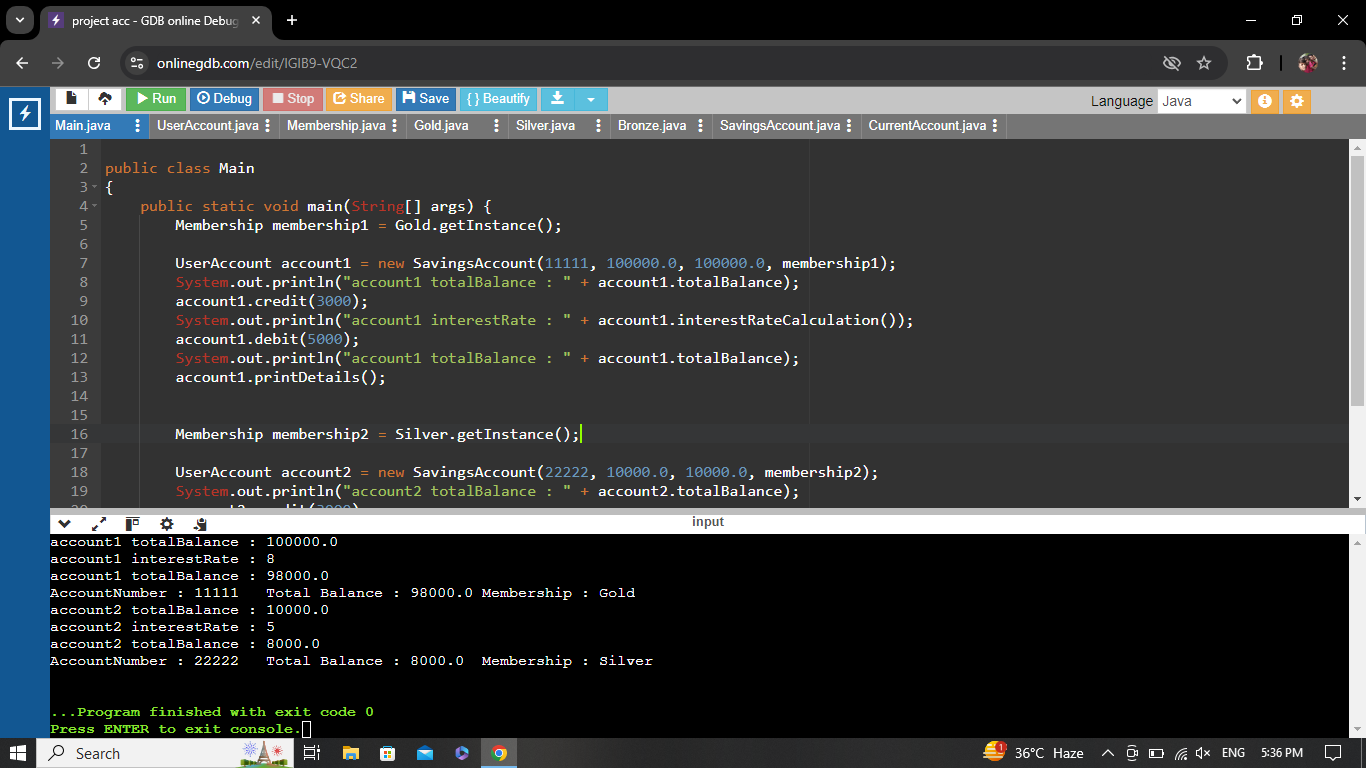 project acc - GDB online Debug
onlinegdb.com/edit/IGIB9-VQC2
Run Debug Stop Share Save { } Beautify Language Java
Main.java UserAccount.java Membership.java Gold.java Silver.java Bronze.java SavingsAccount.java CurrentAccount.java
1
2 public class Main
3 {
4 public static void main(String[] args) {
5 Membership membership1 = Gold.getInstance();
6
7 UserAccount account1 = new SavingsAccount(11111, 100000.0, 100000.0, membership1);
8 System.out.println("account1 totalBalance : " + account1.totalBalance);
9 account1.credit(3000);
10 System.out.println("account1 interestRate : " + account1.interestRateCalculation());
11 account1.debit(5000);
12 System.out.println("account1 totalBalance : " + account1.totalBalance);
13 account1.printDetails();
14
15
16 Membership membership2 = Silver.getInstance();
17
18 UserAccount account2 = new SavingsAccount(22222, 10000.0, 10000.0, membership2);
19 System.out.println("account2 totalBalance : " + account2.totalBalance);
input
account1 totalBalance : 100000.0
account1 interestRate : 8
account1 totalBalance : 98000.0
AccountNumber : 11111 Total Balance : 98000.0 Membership : Gold
account2 totalBalance : 10000.0
account2 interestRate : 5
account2 totalBalance : 8000.0
AccountNumber : 22222 Total Balance : 8000.0 Membership : Silver
...Program finished with exit code 0
Press ENTER to exit console.
Search 1 36°C Haze ENG 5:36 PM